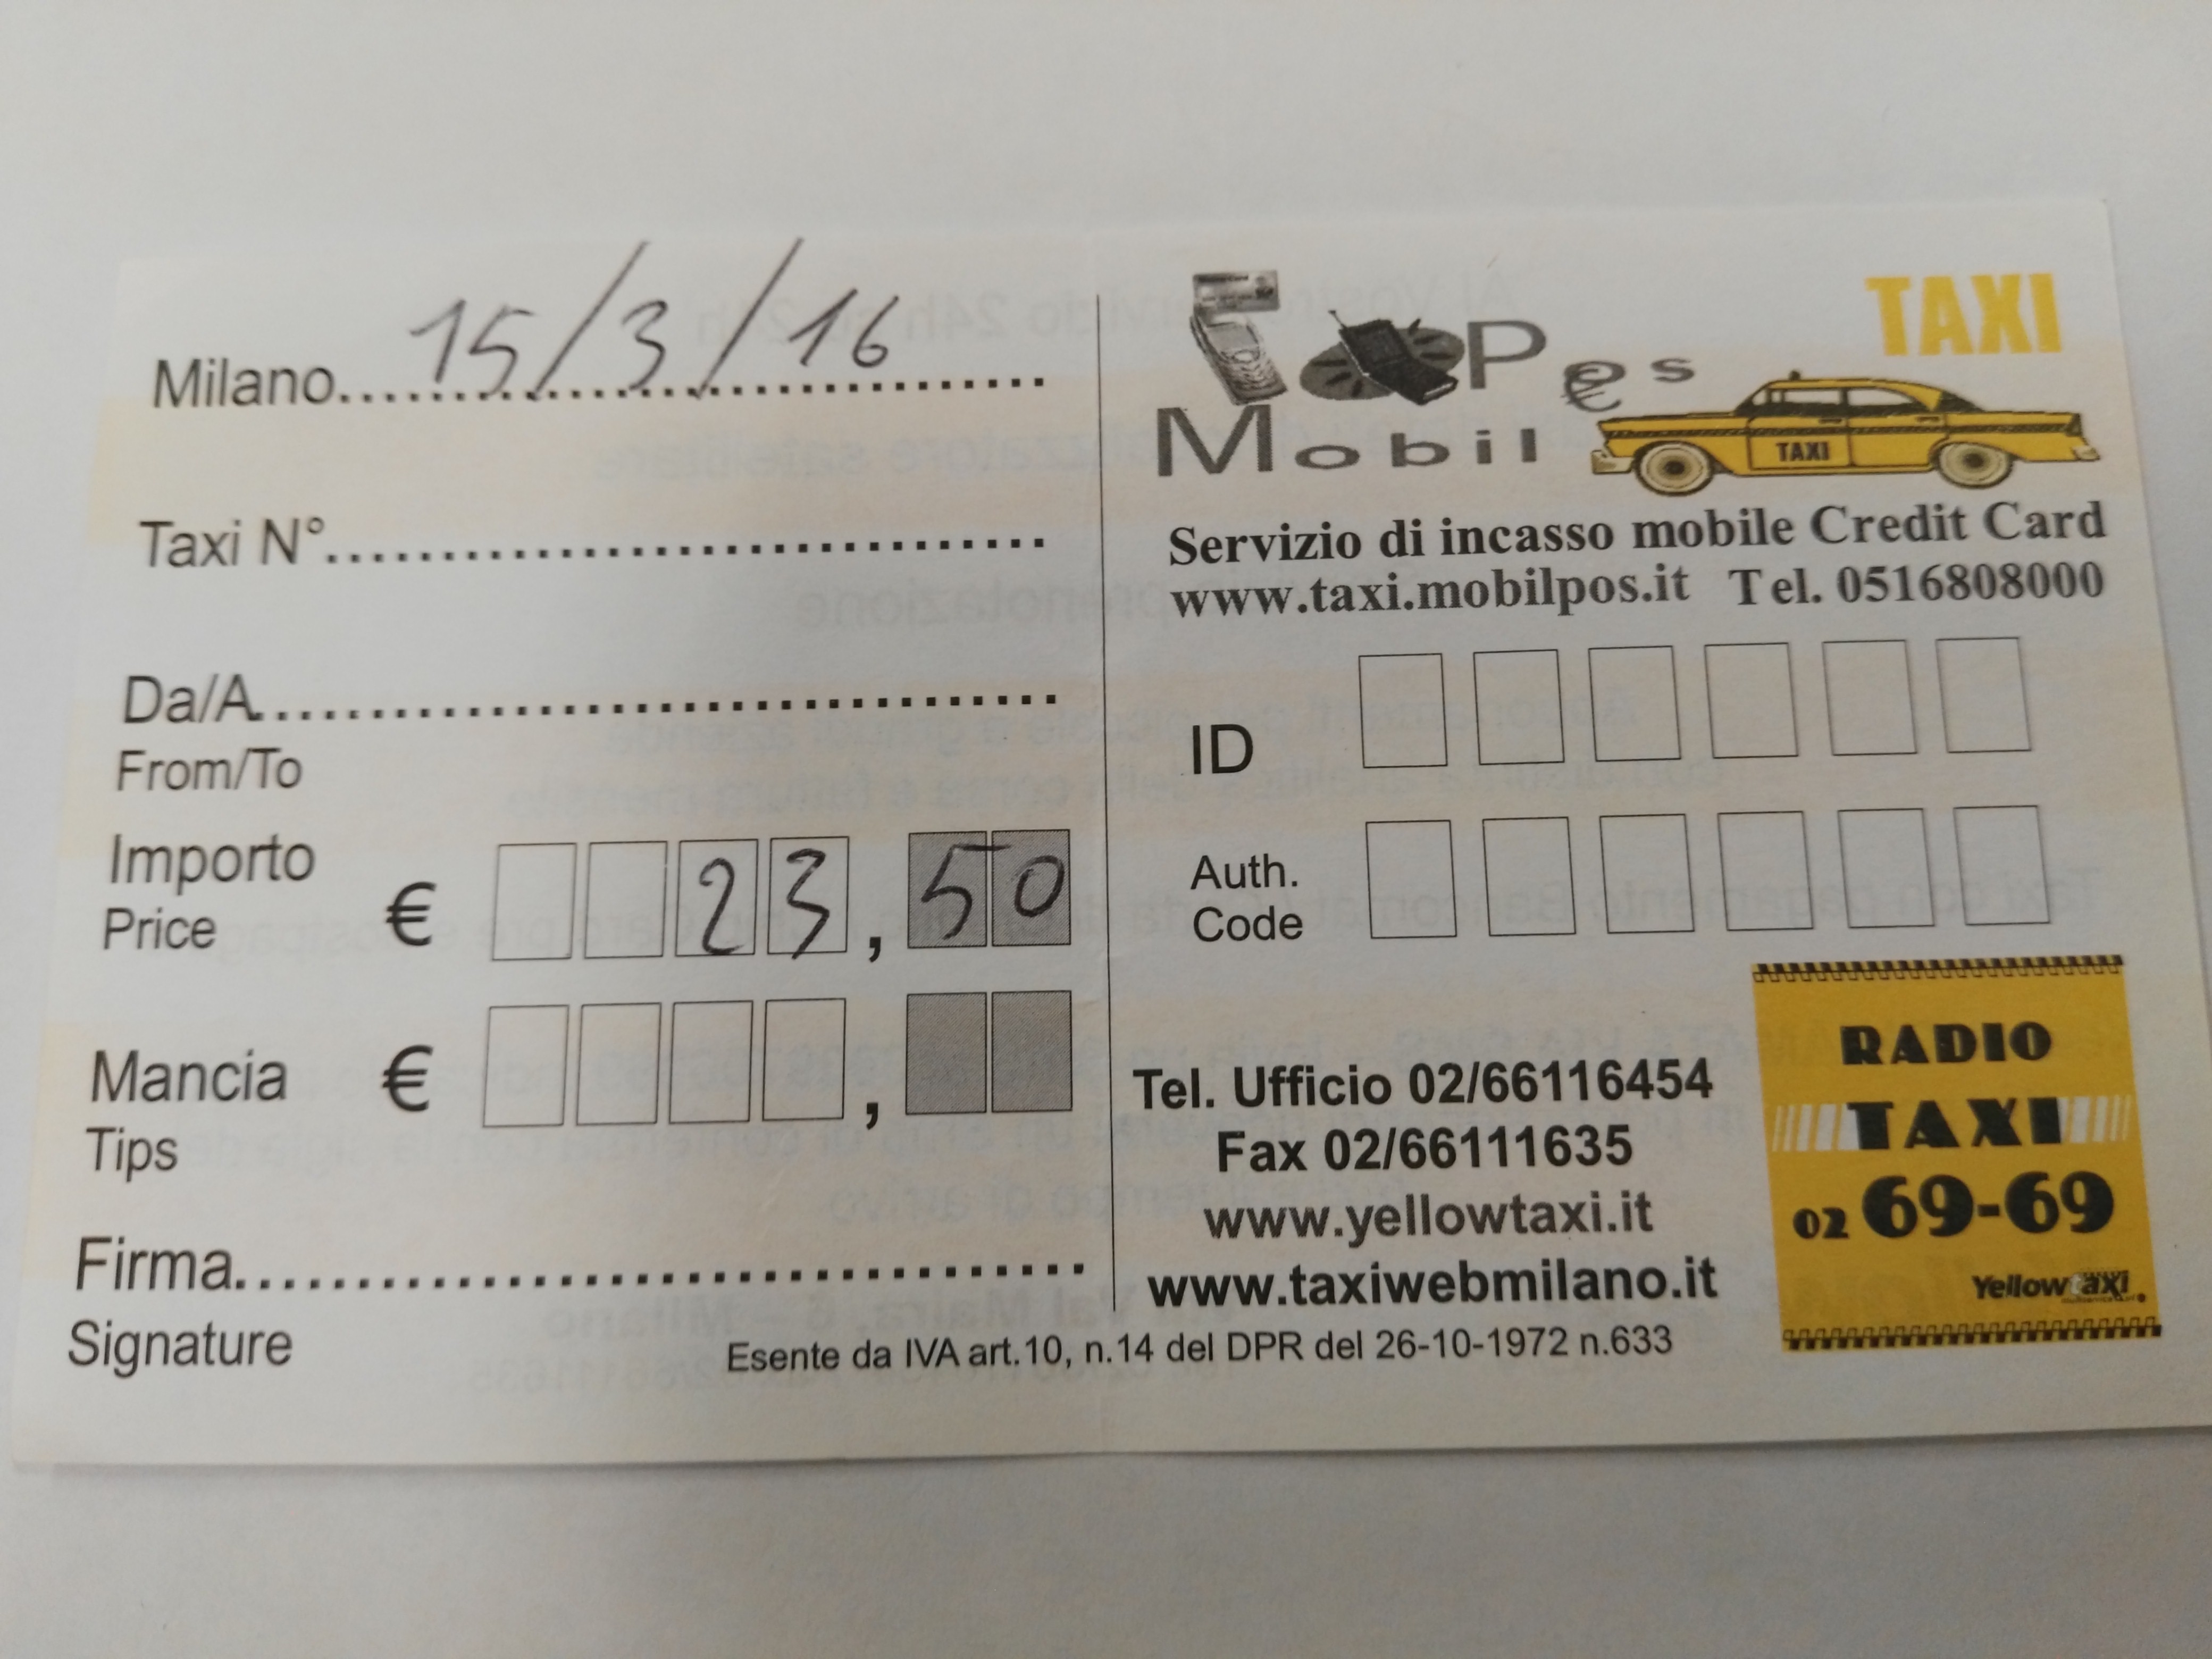 Milano 15/3/16
Taxi N°
Da/A
From/To
Importo
Price € 23,50
Mancia
Tips € ,
Firma
Signature
TAXI
Pos
Mobil
TAXI
Servizio di incasso mobile Credit Card
www.taxi.mobilpos.it Tel. 0516808000
ID
Auth.
Code
Tel. Ufficio 02/66116454
Fax 02/66111635
www.yellowtaxi.it
www.taxiwebmilano.it
RADIO
TAXI
02 69-69
Yellowtaxi
Esente da IVA art.10, n.14 del DPR del 26-10-1972 n.633